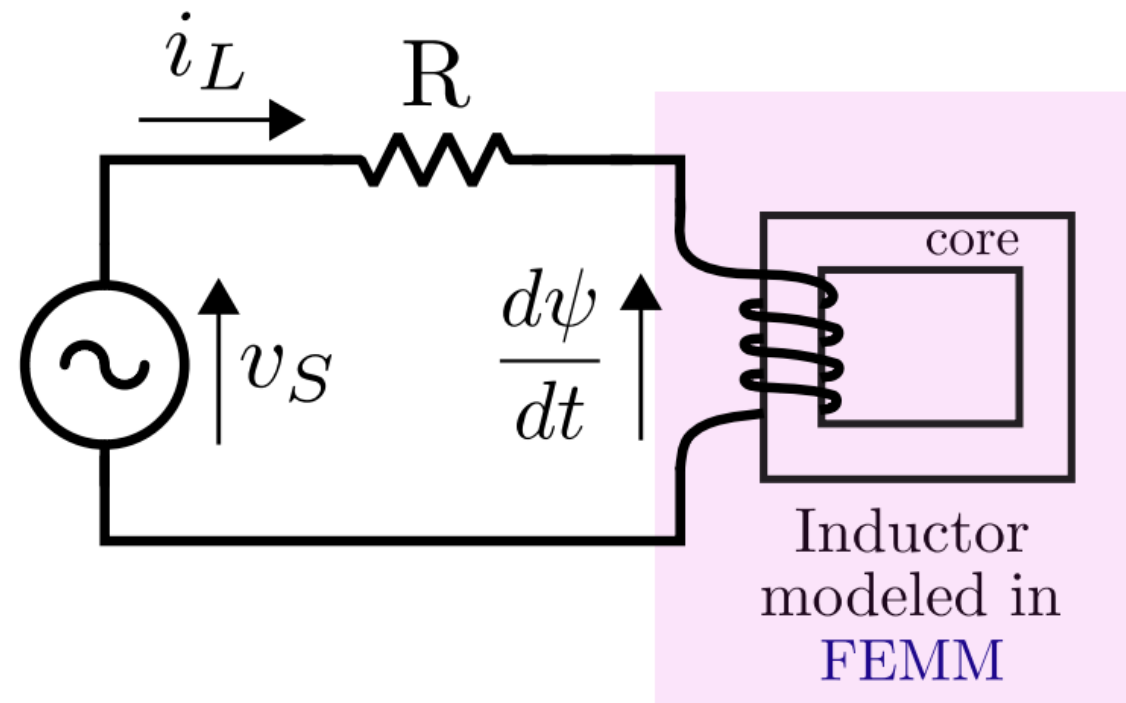 i_L
R
core
v_S
dψ
dt
Inductor
modeled in
FEMM